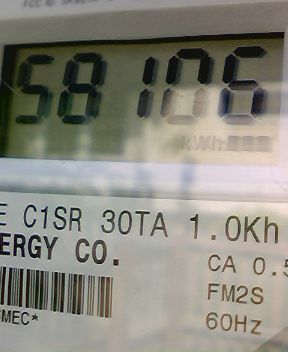 58106
kWh
E C1SR 30TA 1.0Kh
ERGY CO.
CA 0.5
FM2S
MEC*
60Hz